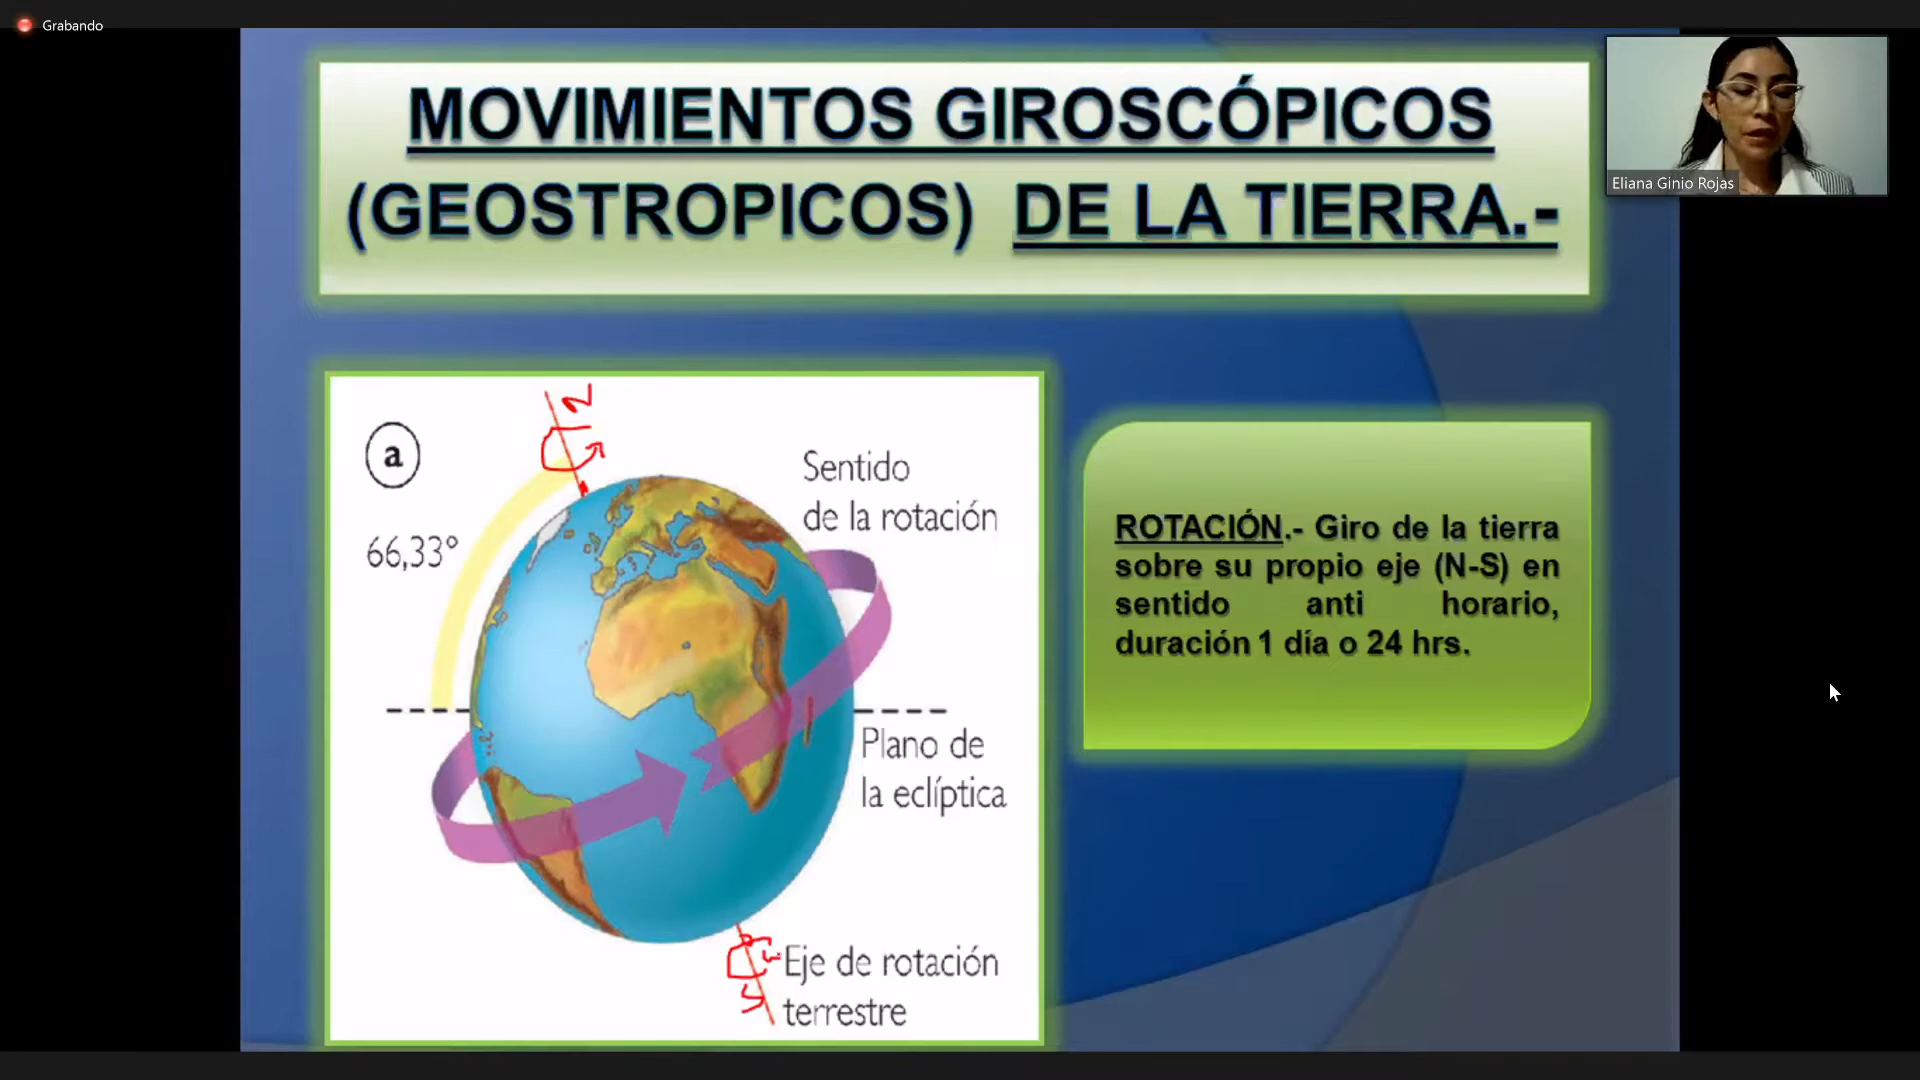 Grabando
MOVIMIENTOS GIROSCÓPICOS
(GEOSTROPICOS) DE LA TIERRA.-
Eliana Ginio Rojas
N
a
Sentido
de la rotación
66,33°
ROTACIÓN.- Giro de la tierra
sobre su propio eje (N-S) en
sentido anti horario,
duración 1 día o 24 hrs.
Plano de
la eclíptica
Eje de rotación
terrestre
S